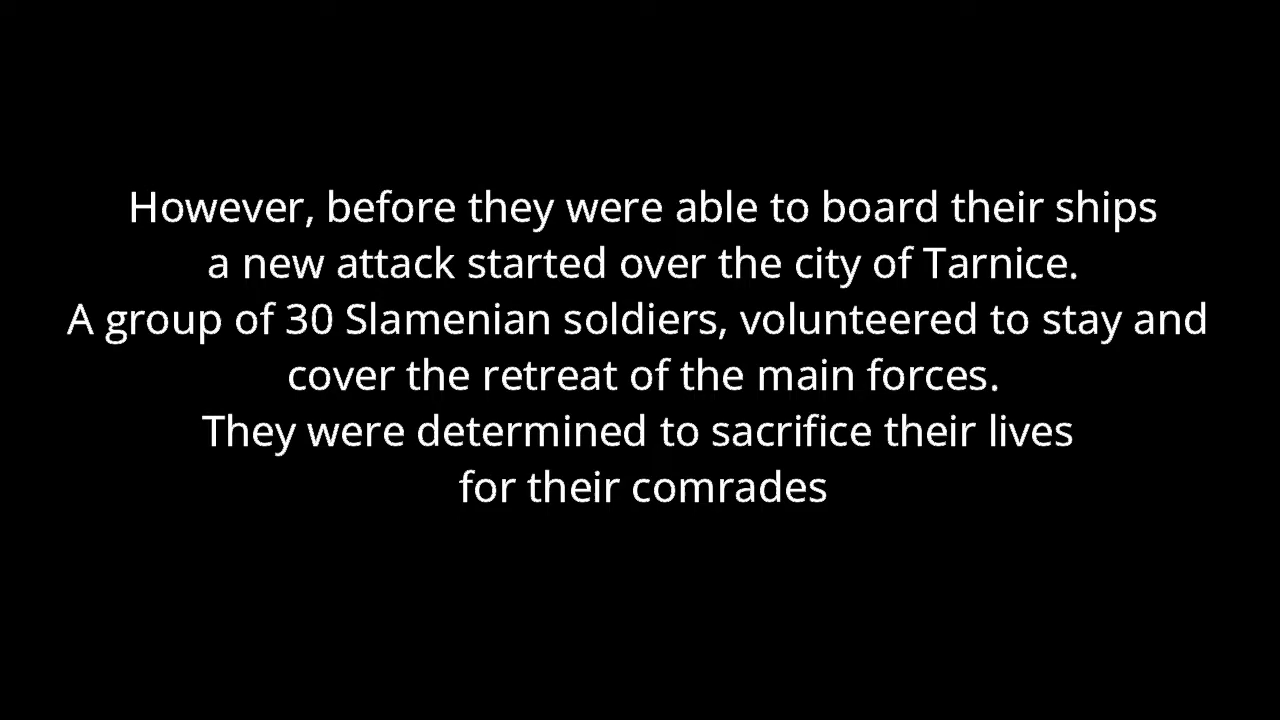 However, before they were able to board their ships
a new attack started over the city of Tarnice.
A group of 30 Slamenian soldiers, volunteered to stay and
cover the retreat of the main forces.
They were determined to sacrifice their lives
for their comrades